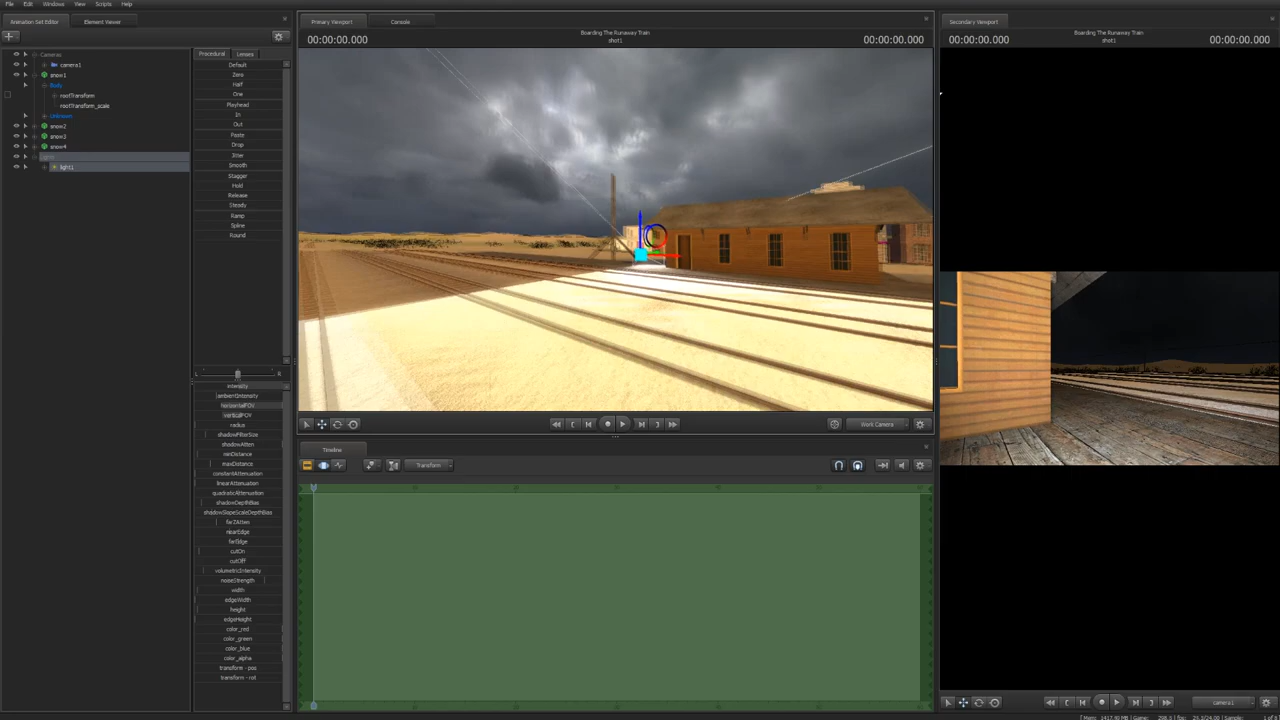 File Edit Windows View Scripts Help
Animation Set Editor Element Viewer
Cameras
camera1
snow1
Body
rootTransform
rootTransform_scale
Unknown
snow2
snow3
snow4
light1
Procedural Lenses
Default
Zero
Half
One
Playhead
In
Out
Paste
Drop
Jitter
Smooth
Stagger
Hold
Release
Steady
Ramp
Spline
Round
L R
intensity
ambientIntensity
horizontalFOV
verticalFOV
radius
shadowFilterSize
shadowAtten
minDistance
maxDistance
constantAttenuation
linearAttenuation
quadraticAttenuation
shadowDepthBias
shadowSlopeScaleDepthBias
farZAtten
nearEdge
farEdge
cutOn
cutOff
volumetricIntensity
noiseStrength
width
edgeWidth
height
edgeHeight
color_red
color_green
color_blue
color_alpha
transform - pos
transform - rot
Primary Viewport Console
00:00:00.000 Boarding The Runaway Train 00:00:00.000
shot1
Work Camera
Timeline
Transform
Secondary Viewport
00:00:00.000 Boarding The Runaway Train 00:00:00.000
shot1
camera1